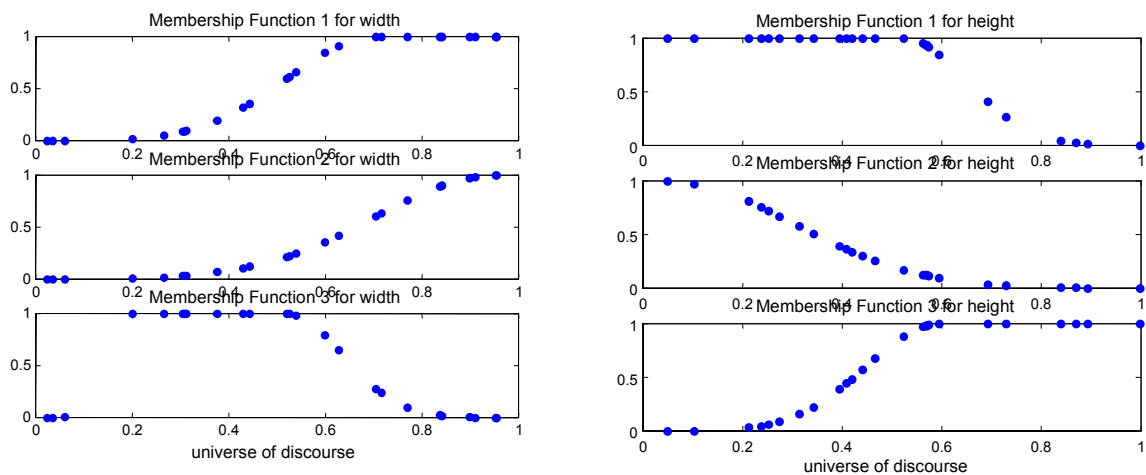 Membership Function 1 for width
1
0.5
0
0 0.2 0.4 0.6 0.8 1
Membership Function 2 for width
1
0.5
0
0 0.2 0.4 0.6 0.8 1
Membership Function 3 for width
1
0.5
0
0 0.2 0.4 0.6 0.8 1
universe of discourse
Membership Function 1 for height
1
0.5
0
0 0.2 0.4 0.6 0.8 1
Membership Function 2 for height
1
0.5
0
0 0.2 0.4 0.6 0.8 1
Membership Function 3 for height
1
0.5
0
0 0.2 0.4 0.6 0.8 1
universe of discourse